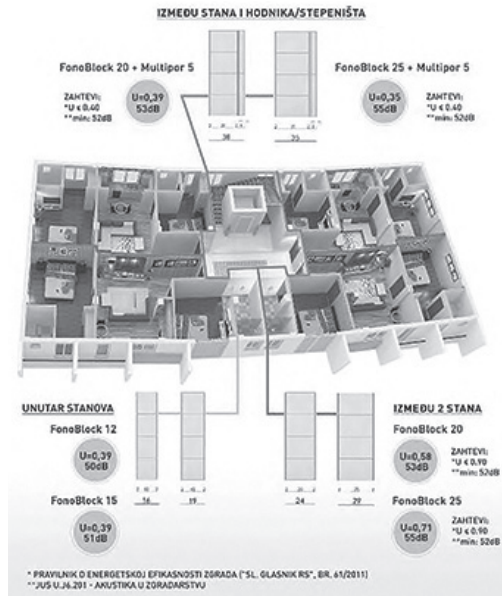 IZMEĐU STANA I HODNIKA/STEPENIŠTA
FonoBlock 20 + Multipor 5
ZAHTEVI:
*U ≤ 0.40
**min: 52dB
U=0,39
53dB
FonoBlock 25 + Multipor 5
U=0,35
55dB
ZAHTEVI:
*U ≤ 0.40
**min: 52dB
30
35
UNUTAR STANOVA
FonoBlock 12
U=0,39
50dB
FonoBlock 15
U=0,39
51dB
16
19
24
29
IZMEĐU 2 STANA
FonoBlock 20
U=0,58
53dB
ZAHTEVI:
*U ≤ 0.90
**min: 52dB
FonoBlock 25
U=0,71
55dB
ZAHTEVI:
*U ≤ 0.90
**min: 52dB
* PRAVILNIK O ENERGETSKOJ EFIKASNOSTI ZGRADA ("SL. GLASNIK RS", BR. 61/2011)
**JUS U.J6.201 - AKUSTIKA U ZGRADARSTVU